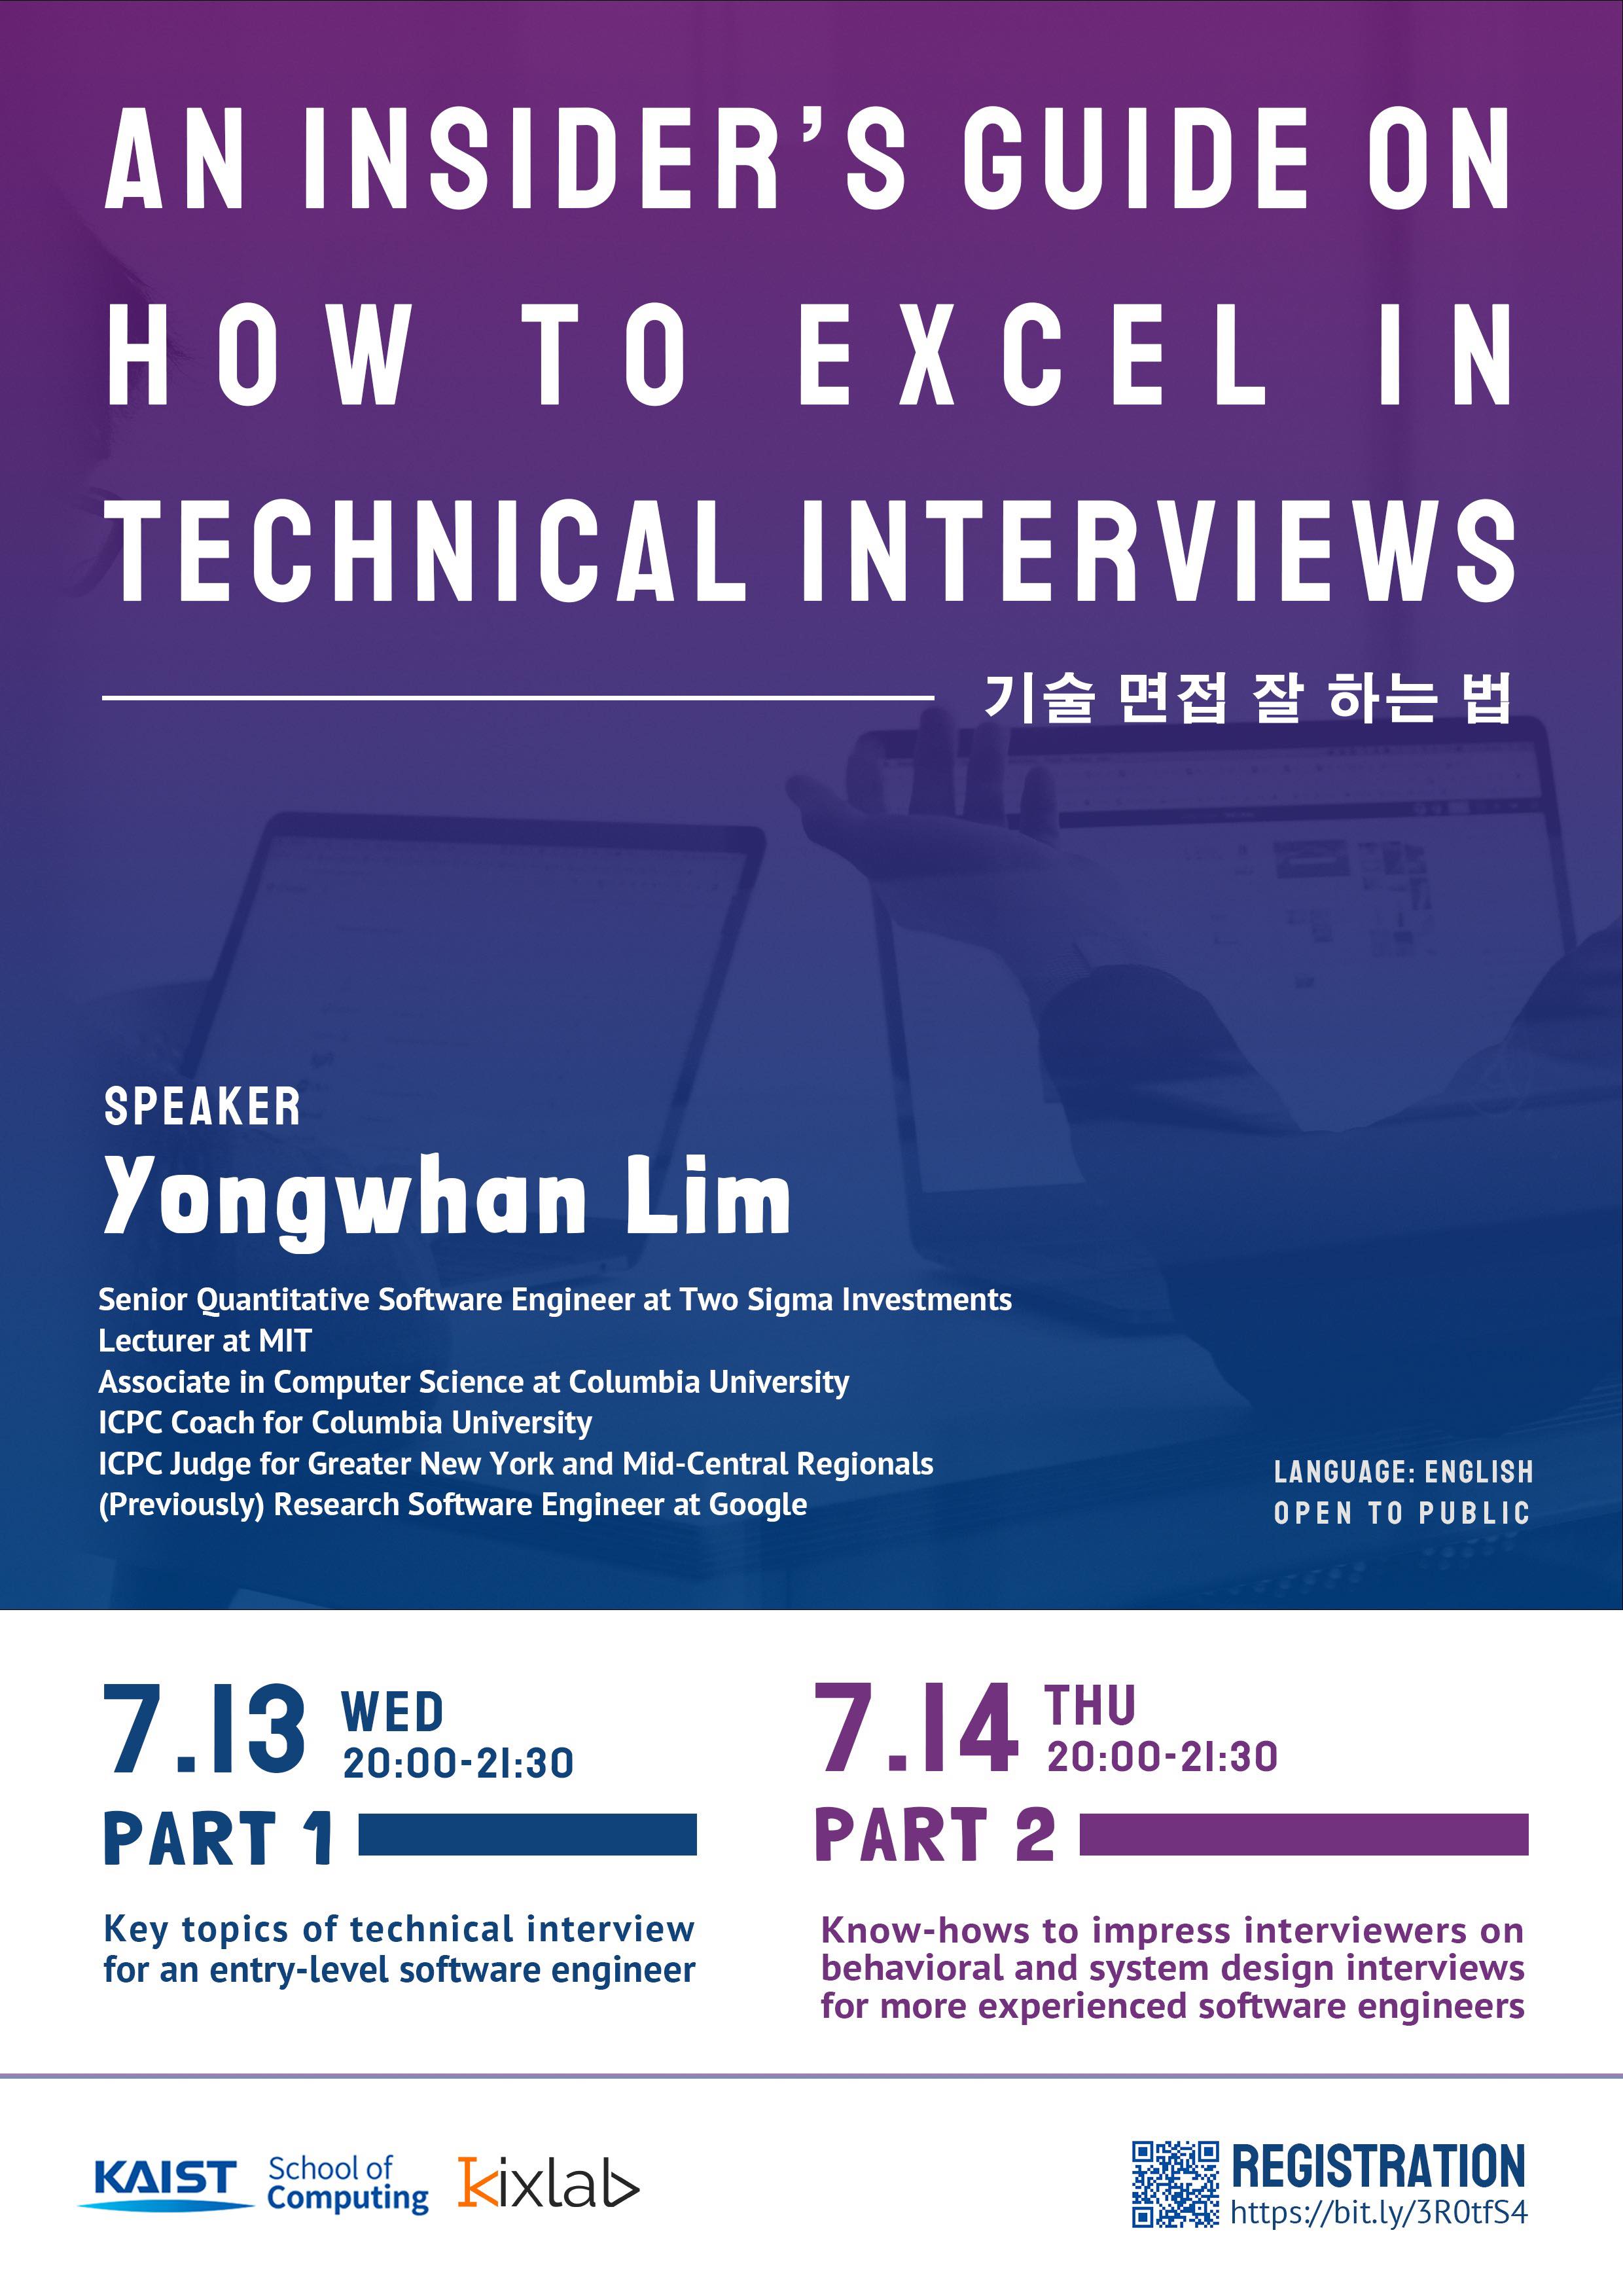 AN INSIDER’S GUIDE ON
HOW TO EXCEL IN
TECHNICAL INTERVIEWS
기술 면접 잘 하는 법
SPEAKER
Yongwhan Lim
Senior Quantitative Software Engineer at Two Sigma Investments
Lecturer at MIT
Associate in Computer Science at Columbia University
ICPC Coach for Columbia University
ICPC Judge for Greater New York and Mid-Central Regionals
(Previously) Research Software Engineer at Google
LANGUAGE: ENGLISH
OPEN TO PUBLIC
7.13 WED
20:00-21:30
PART 1
Key topics of technical interview
for an entry-level software engineer
7.14 THU
20:00-21:30
PART 2
Know-hows to impress interviewers on
behavioral and system design interviews
for more experienced software engineers
KAIST
School of
Computing
kixlab
REGISTRATION
https://bit.ly/3R0tfS4